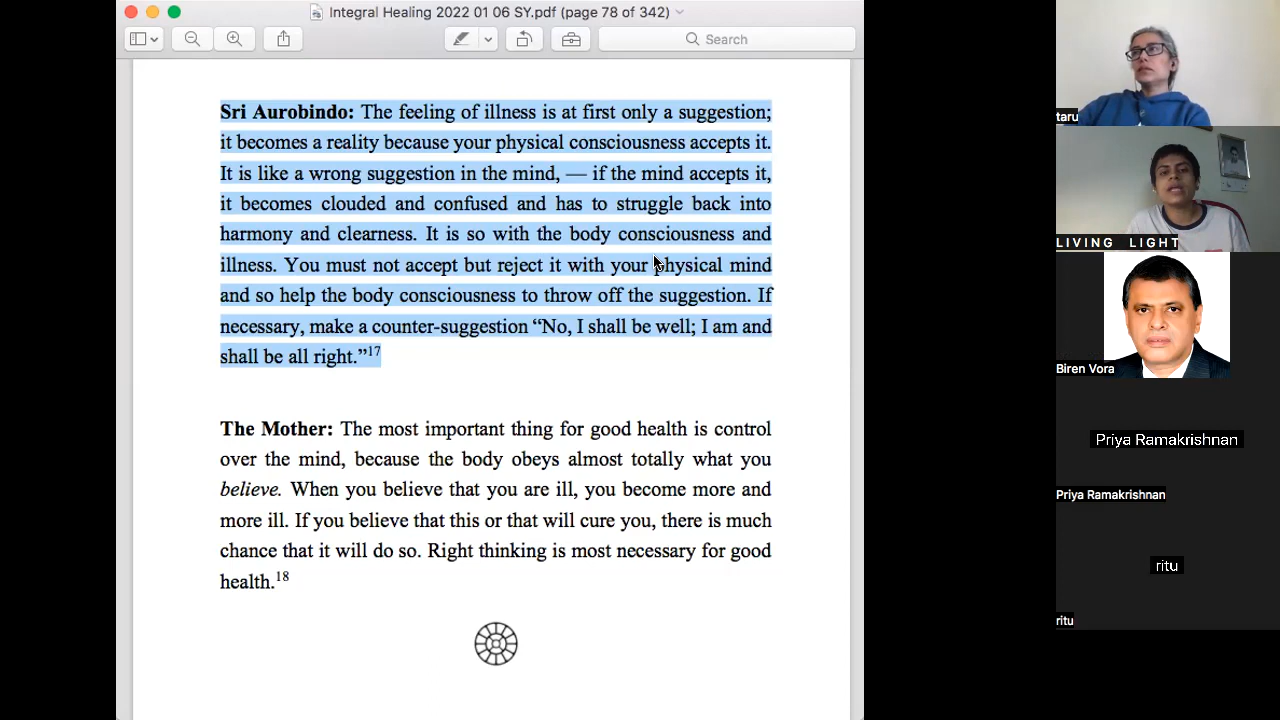 Integral Healing 2022 01 06 SY.pdf (page 78 of 342)
Search
Sri Aurobindo: The feeling of illness is at first only a suggestion;
it becomes a reality because your physical consciousness accepts it.
It is like a wrong suggestion in the mind, — if the mind accepts it,
it becomes clouded and confused and has to struggle back into
harmony and clearness. It is so with the body consciousness and
illness. You must not accept but reject it with your physical mind
and so help the body consciousness to throw off the suggestion. If
necessary, make a counter-suggestion “No, I shall be well; I am and
shall be all right.”17
The Mother: The most important thing for good health is control
over the mind, because the body obeys almost totally what you
believe. When you believe that you are ill, you become more and
more ill. If you believe that this or that will cure you, there is much
chance that it will do so. Right thinking is most necessary for good
health.18
taru
LIVING LIGHT
Biren Vora
Priya Ramakrishnan
Priya Ramakrishnan
ritu
ritu